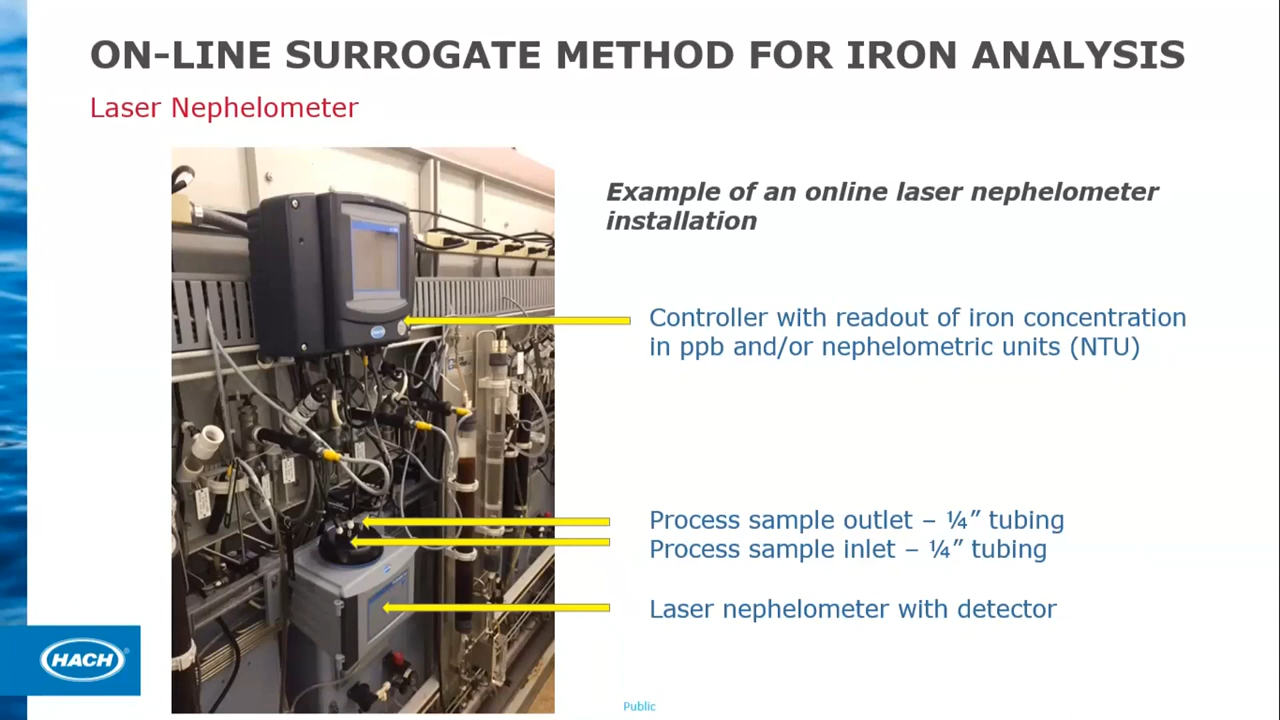 ON-LINE SURROGATE METHOD FOR IRON ANALYSIS
Laser Nephelometer
Example of an online laser nephelometer
installation
Controller with readout of iron concentration
in ppb and/or nephelometric units (NTU)
Process sample outlet – ¼″ tubing
Process sample inlet – ¼″ tubing
Laser nephelometer with detector
HACH®
Public